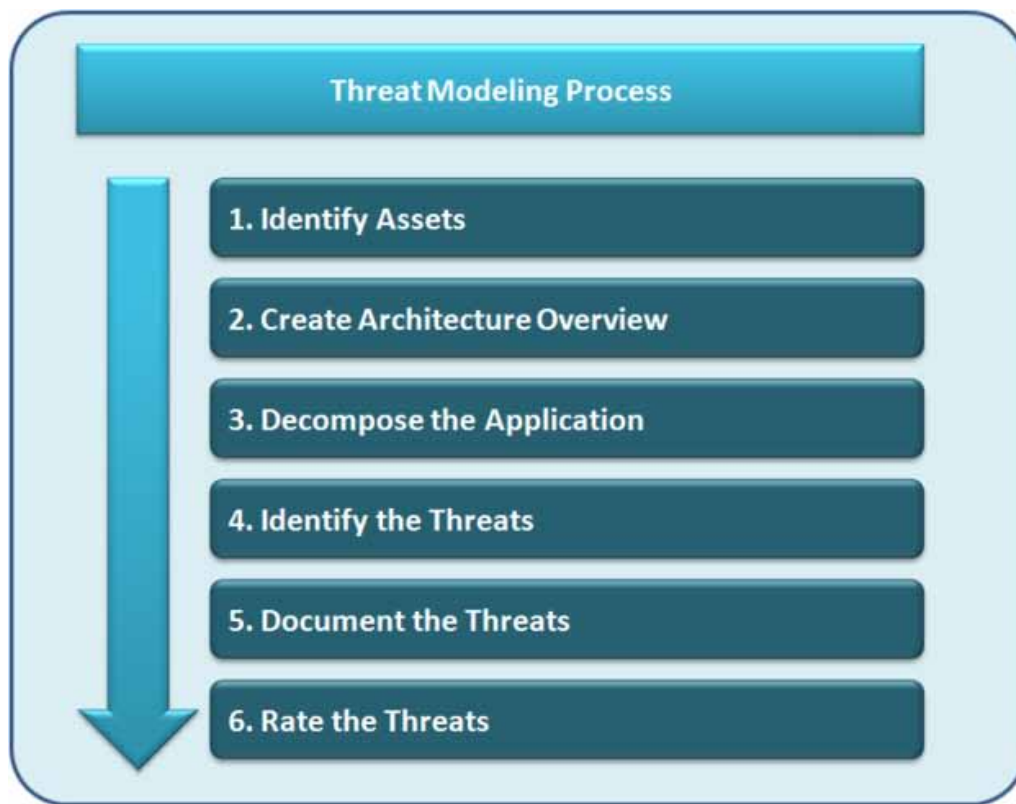 Threat Modeling Process
1. Identify Assets
2. Create Architecture Overview
3. Decompose the Application
4. Identify the Threats
5. Document the Threats
6. Rate the Threats